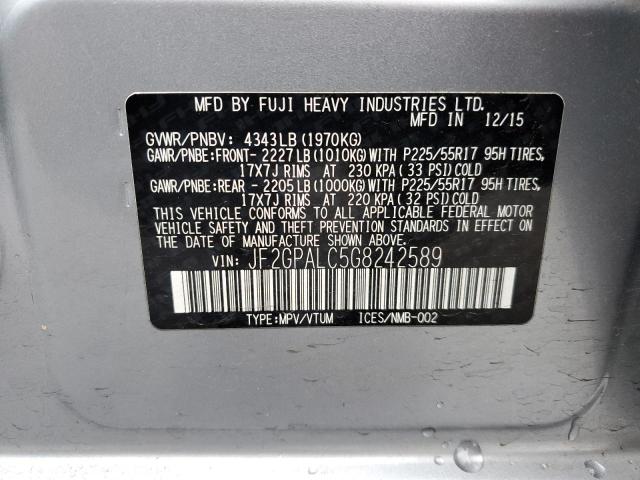 MFD BY FUJI HEAVY INDUSTRIES LTD.
MFD IN 12/15
GVWR/PNBV: 4343LB (1970KG)
GAWR/PNBE:FRONT- 2227LB (1010KG) WITH P225/55R17 95H TIRES,
17X7J RIMS AT 230 KPA (33 PSI) COLD
GAWR/PNBE:REAR - 2205LB (1000KG) WITH P225/55R17 95H TIRES,
17X7J RIMS AT 220 KPA (32 PSI) COLD
THIS VEHICLE CONFORMS TO ALL APPLICABLE FEDERAL MOTOR
VEHICLE SAFETY AND THEFT PREVENTION STANDARDS IN EFFECT
ON THE DATE OF MANUFACTURE SHOWN ABOVE.
VIN: JF2GPALC5G8242589
TYPE:MPV/VTUM ICES/NMB-002